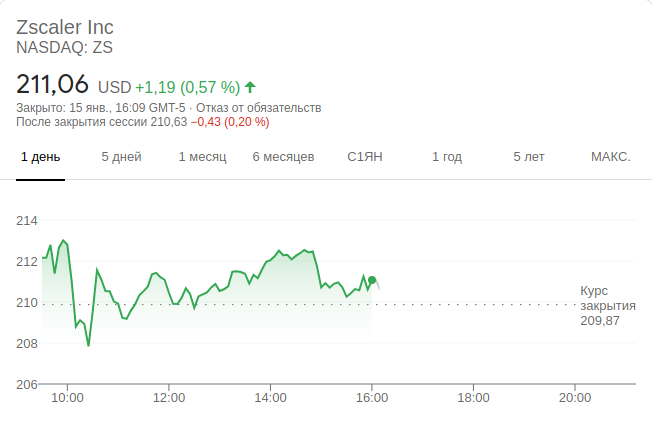 Zscaler Inc
NASDAQ: ZS
211,06 USD +1,19 (0,57 %)
Закрыто: 15 янв., 16:09 GMT-5 · Отказ от обязательств
После закрытия сессии 210,63 −0,43 (0,20 %)
1 день 5 дней 1 месяц 6 месяцев С1ЯН 1 год 5 лет МАКС.
214
212
210
208
206
Курс
закрытия
209,87
10:00 12:00 14:00 16:00 18:00 20:00